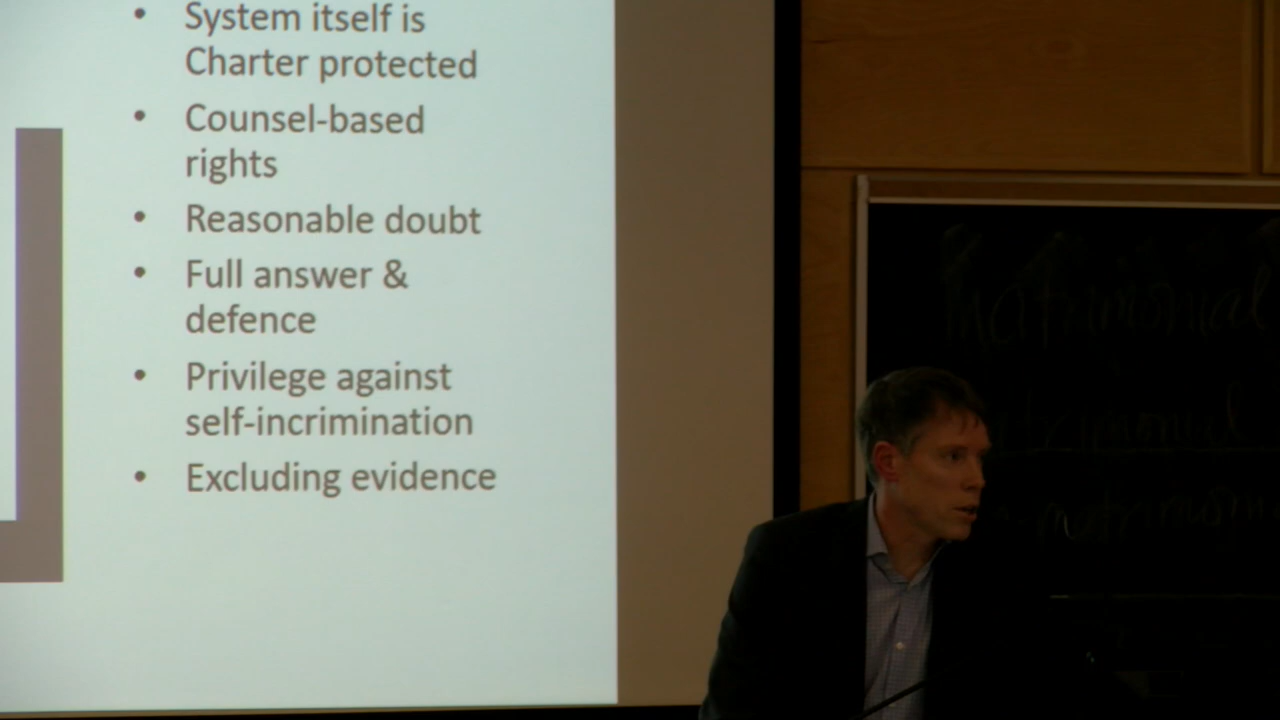 • System itself is
Charter protected
• Counsel-based
rights
• Reasonable doubt
• Full answer &
defence
• Privilege against
self-incrimination
• Excluding evidence
matrimonial